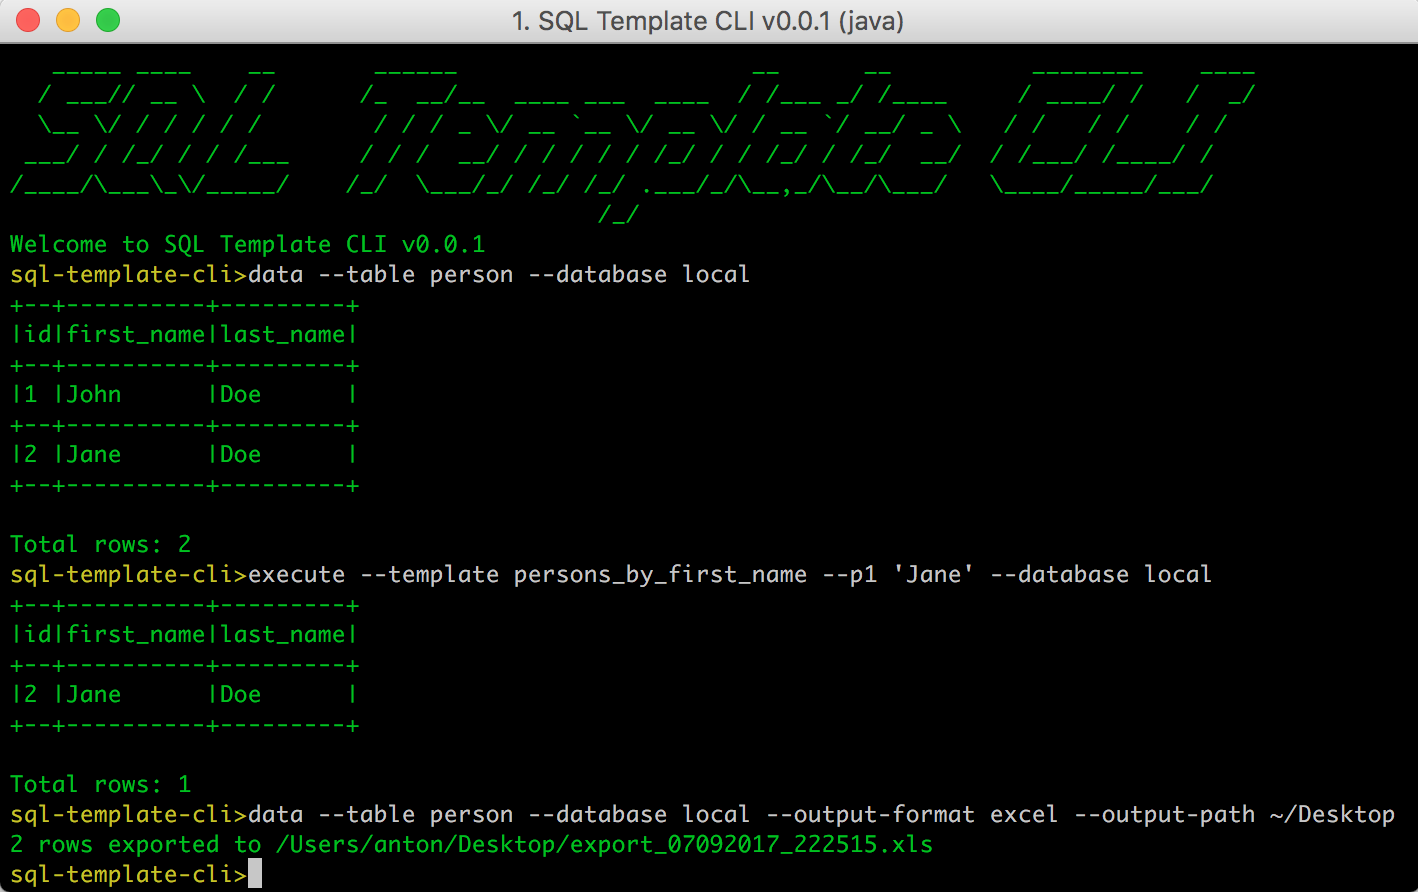 1. SQL Template CLI v0.0.1 (java)
SQL Template CLI
Welcome to SQL Template CLI v0.0.1
sql-template-cli>data --table person --database local
+--+----------+---------+
|id|first_name|last_name|
+--+----------+---------+
|1 |John      |Doe      |
+--+----------+---------+
|2 |Jane      |Doe      |
+--+----------+---------+
Total rows: 2
sql-template-cli>execute --template persons_by_first_name --p1 'Jane' --database local
+--+----------+---------+
|id|first_name|last_name|
+--+----------+---------+
|2 |Jane      |Doe      |
+--+----------+---------+
Total rows: 1
sql-template-cli>data --table person --database local --output-format excel --output-path ~/Desktop
2 rows exported to /Users/anton/Desktop/export_07092017_222515.xls
sql-template-cli>